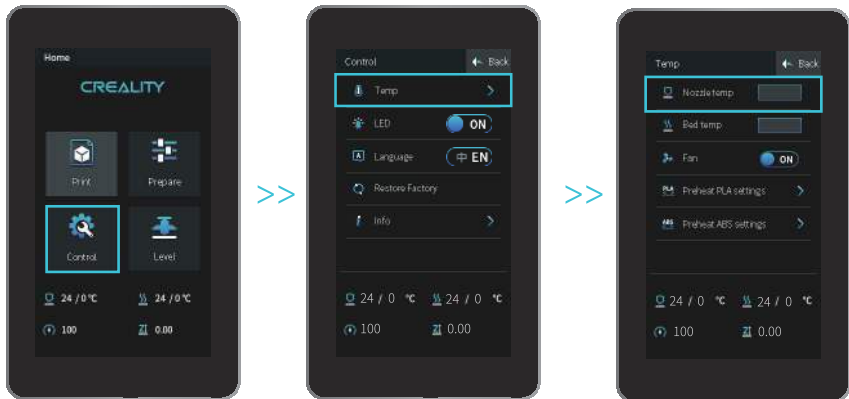 Home
CREALITY
Print
Prepare
Control
Level
24 / 0 ℃
24 / 0 ℃
100
0.00
>>
Control
Back
Temp
LED
ON
A Language
中 EN
Restore Factory
Info
24 / 0 ℃
24 / 0 ℃
100
0.00
>>
Temp
Back
Nozzle temp
Bed temp
Fan
ON
PLA Preheat PLA settings
ABS Preheat ABS settings
24 / 0 ℃
24 / 0 ℃
100
0.00